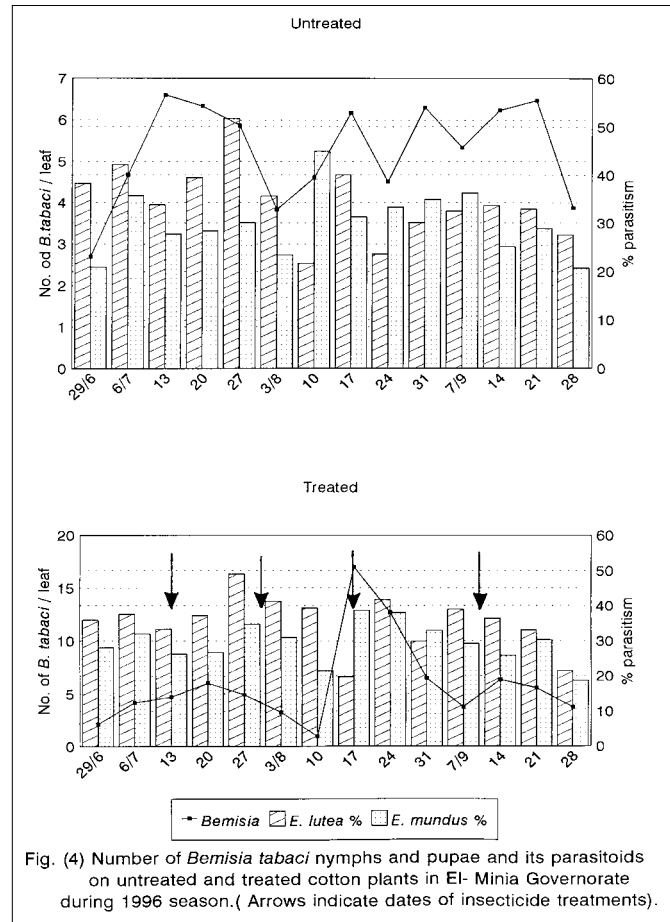 Untreated
7
6
5
4
3
2
1
0
No. od B.tabaci / leaf
60
50
40
30
20
10
0
% parasitism
29/6 6/7 13 20 27 3/8 10 17 24 31 7/9 14 21 28
Treated
20
15
10
5
0
No. of B. tabaci / leaf
60
50
40
30
20
10
0
% parasitism
29/6 6/7 13 20 27 3/8 10 17 24 31 7/9 14 21 28
Bemisia E. lutea % E. mundus %
Fig. (4) Number of Bemisia tabaci nymphs and pupae and its parasitoids
on untreated and treated cotton plants in El- Minia Governorate
during 1996 season.( Arrows indicate dates of insecticide treatments).